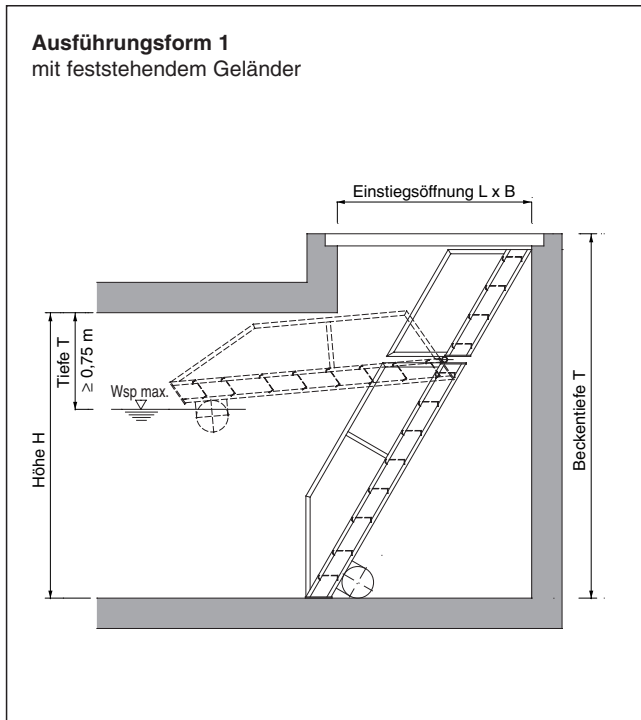 Ausführungsform 1
mit feststehendem Geländer
Einstiegsöffnung L x B
Tiefe T
≥ 0,75 m
Wsp max.
Höhe H
Beckentiefe T